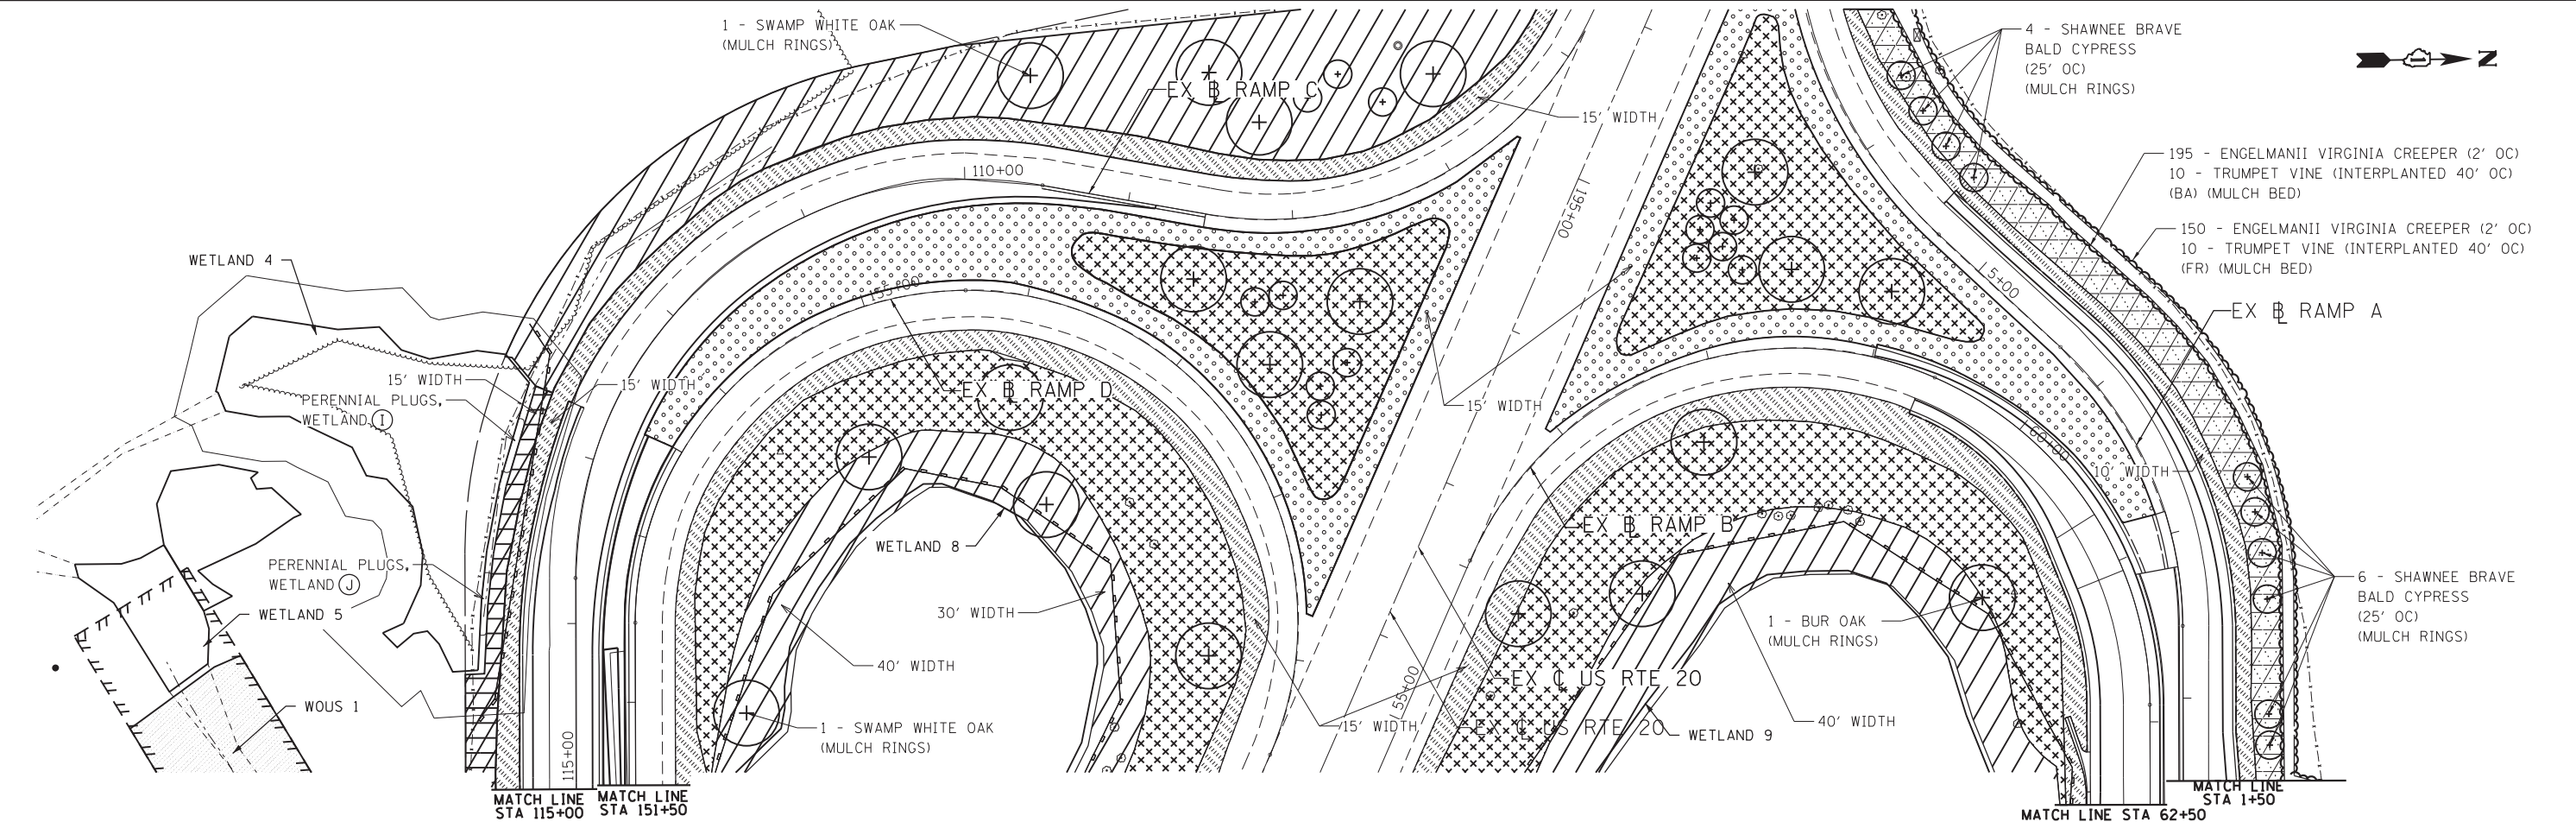 1 - SWAMP WHITE OAK
(MULCH RINGS)
EX ⅊ RAMP C
110+00
15' WIDTH
195+00
4 - SHAWNEE BRAVE
BALD CYPRESS
(25' OC)
(MULCH RINGS)
N
195 - ENGELMANII VIRGINIA CREEPER (2' OC)
10 - TRUMPET VINE (INTERPLANTED 40' OC)
(BA) (MULCH BED)
150 - ENGELMANII VIRGINIA CREEPER (2' OC)
10 - TRUMPET VINE (INTERPLANTED 40' OC)
(FR) (MULCH BED)
5+00
EX BL RAMP A
WETLAND 4
155+00
15' WIDTH
PERENNIAL PLUGS,
WETLAND I
15' WIDTH
EX BL RAMP D
15' WIDTH
60+00
10' WIDTH
WETLAND 8
EX BL RAMP B
PERENNIAL PLUGS,
WETLAND J
WETLAND 5
30' WIDTH
40' WIDTH
1 - BUR OAK
(MULCH RINGS)
6 - SHAWNEE BRAVE
BALD CYPRESS
(25' OC)
(MULCH RINGS)
WOUS 1
1 - SWAMP WHITE OAK
(MULCH RINGS)
15' WIDTH
55+00
EX CL US RTE 20
EX CL US RTE 20
WETLAND 9
40' WIDTH
115+00
MATCH LINE
STA 115+00
MATCH LINE
STA 151+50
MATCH LINE STA 62+50
MATCH LINE
STA 1+50